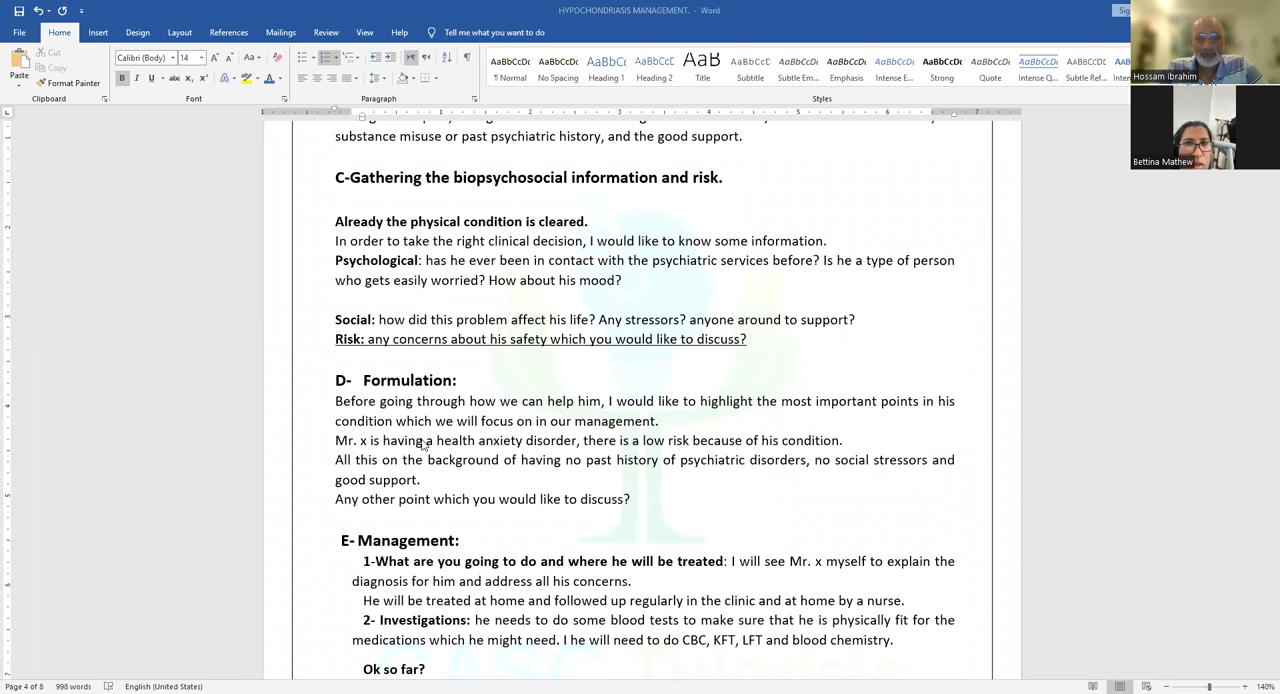 HYPOCHONDRIASIS MANAGEMENT. - Word
File Home Insert Design Layout References Mailings Review View Help Tell me what you want to do
Paste
Cut
Copy
Format Painter
Calibri (Body) 14
Clipboard Font Paragraph Styles
¶ Normal No Spacing Heading 1 Heading 2 Title Subtitle Subtle Em... Emphasis Intense E... Strong Quote Intense Q... Subtle Ref...
Hossam Ibrahim
Bettina Mathew
substance misuse or past psychiatric history, and the good support.
C-Gathering the biopsychosocial information and risk.
Already the physical condition is cleared.
In order to take the right clinical decision, I would like to know some information.
Psychological: has he ever been in contact with the psychiatric services before? Is he a type of person
who gets easily worried? How about his mood?
Social: how did this problem affect his life? Any stressors? anyone around to support?
Risk: any concerns about his safety which you would like to discuss?
D- Formulation:
Before going through how we can help him, I would like to highlight the most important points in his
condition which we will focus on in our management.
Mr. x is having a health anxiety disorder, there is a low risk because of his condition.
All this on the background of having no past history of psychiatric disorders, no social stressors and
good support.
Any other point which you would like to discuss?
E- Management:
1-What are you going to do and where he will be treated: I will see Mr. x myself to explain the
diagnosis for him and address all his concerns.
He will be treated at home and followed up regularly in the clinic and at home by a nurse.
2- Investigations: he needs to do some blood tests to make sure that he is physically fit for the
medications which he might need. I he will need to do CBC, KFT, LFT and blood chemistry.
Ok so far?
Page 4 of 8 998 words English (United States) 140%